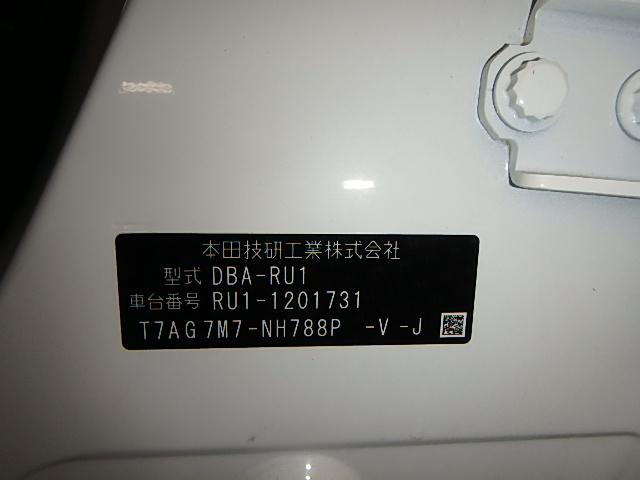 本田技研工業株式会社
型式 DBA-RU1
車台番号 RU1-1201731
T7AG7M7-NH788P -V-J